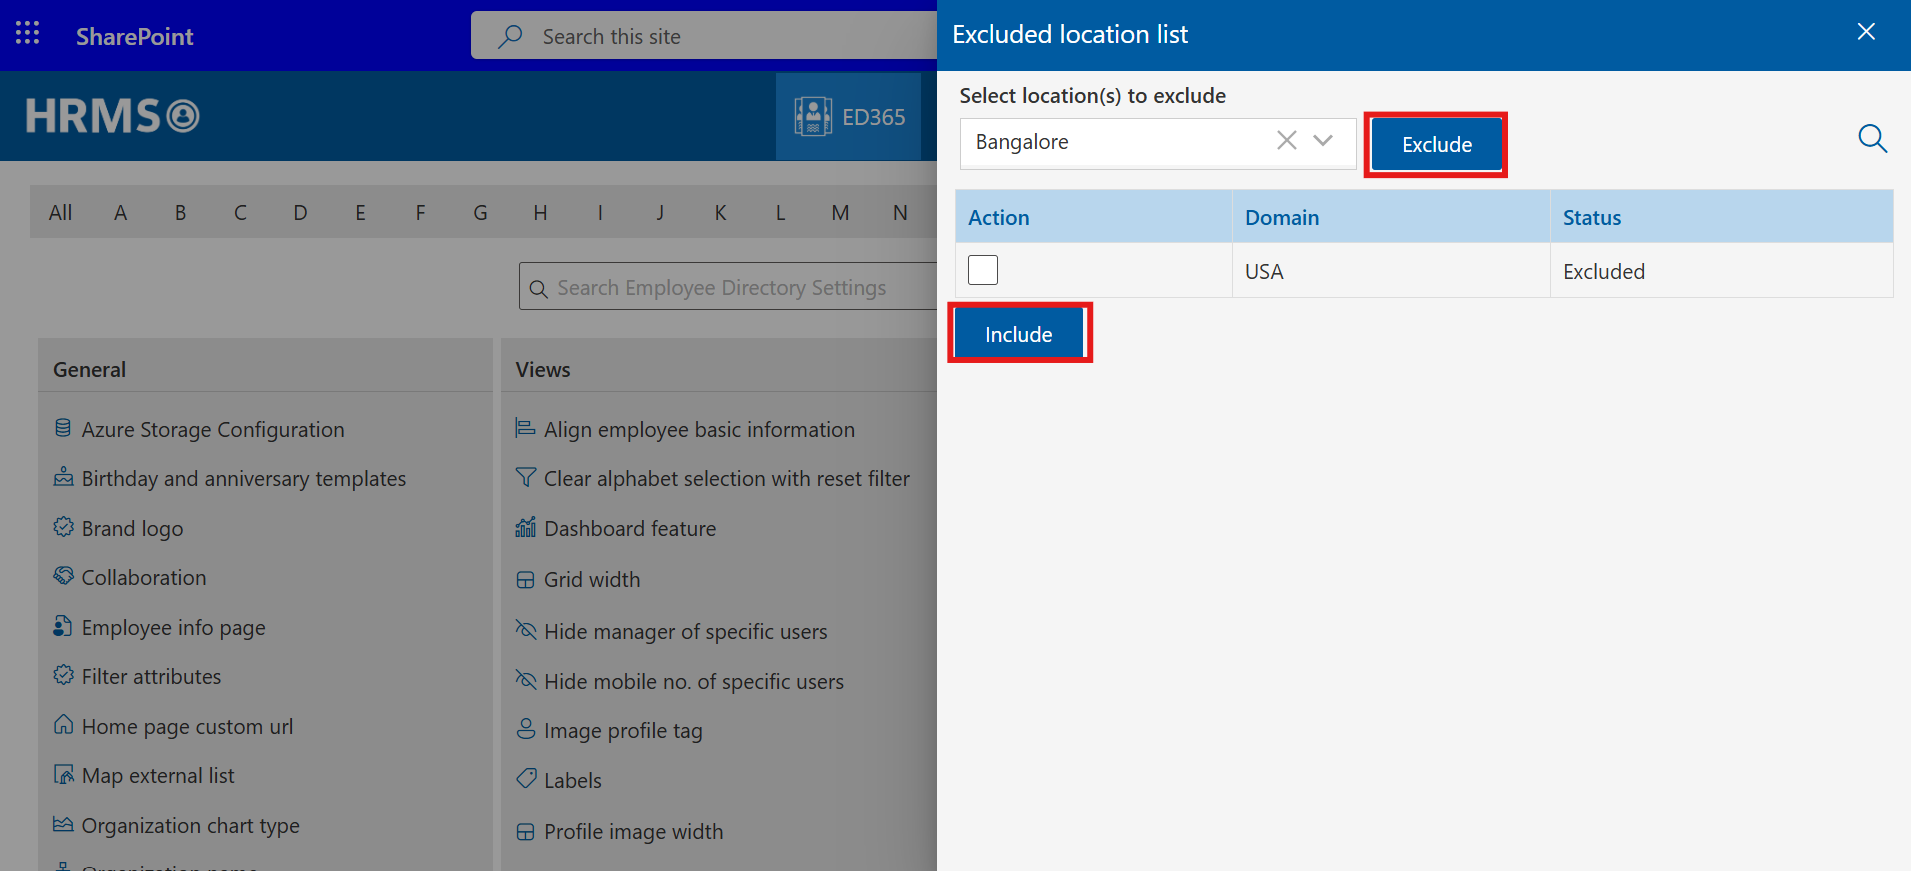 SharePoint
Search this site
HRMS
ED365
All A B C D E F G H I J K L M N
Search Employee Directory Settings
General
Azure Storage Configuration
Birthday and anniversary templates
Brand logo
Collaboration
Employee info page
Filter attributes
Home page custom url
Map external list
Organization chart type
Views
Align employee basic information
Clear alphabet selection with reset filter
Dashboard feature
Grid width
Hide manager of specific users
Hide mobile no. of specific users
Image profile tag
Labels
Profile image width
Excluded location list
Select location(s) to exclude
Bangalore
Exclude
Action Domain Status
USA Excluded
Include